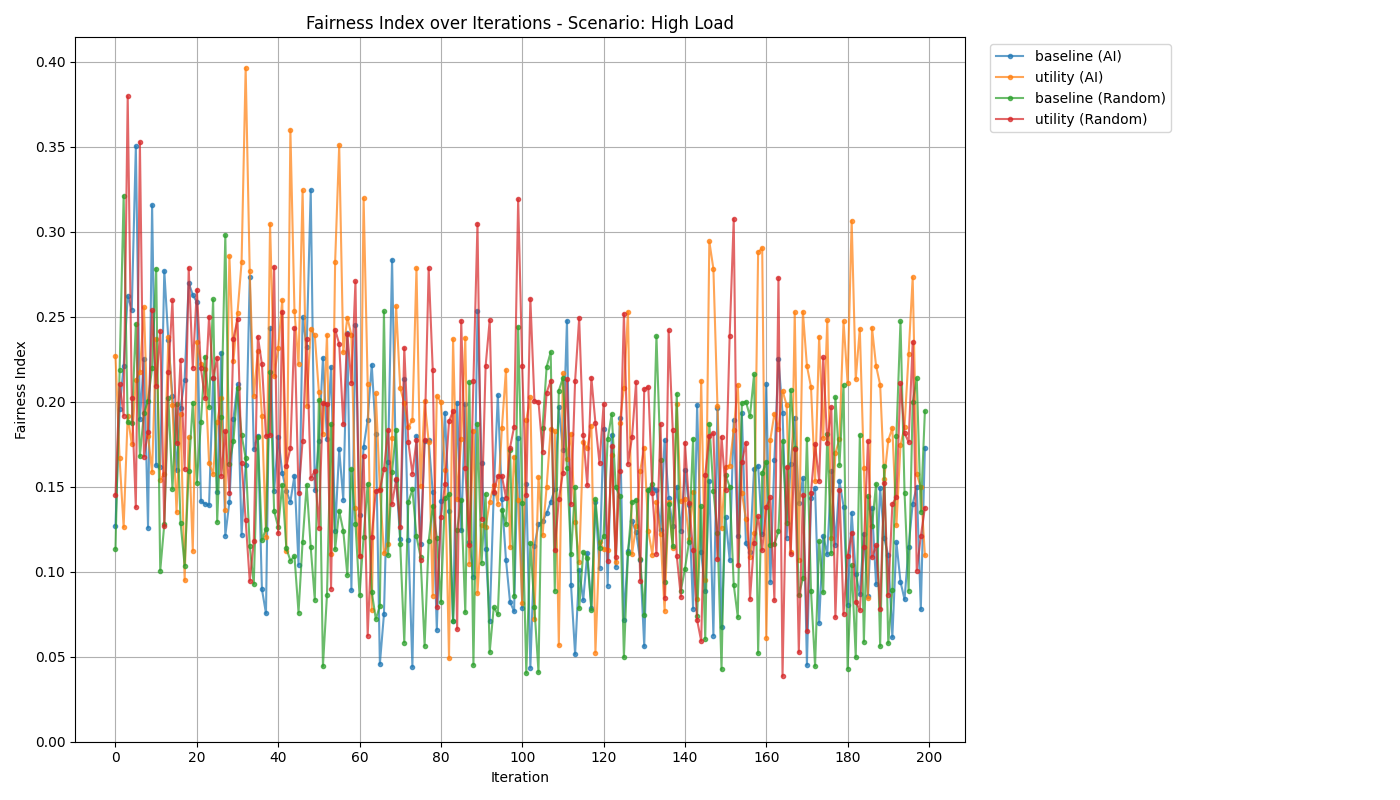 Fairness Index over Iterations - Scenario: High Load
baseline (AI)
utility (AI)
baseline (Random)
utility (Random)
Fairness Index
0.40
0.35
0.30
0.25
0.20
0.15
0.10
0.05
0.00
0 20 40 60 80 100 120 140 160 180 200
Iteration